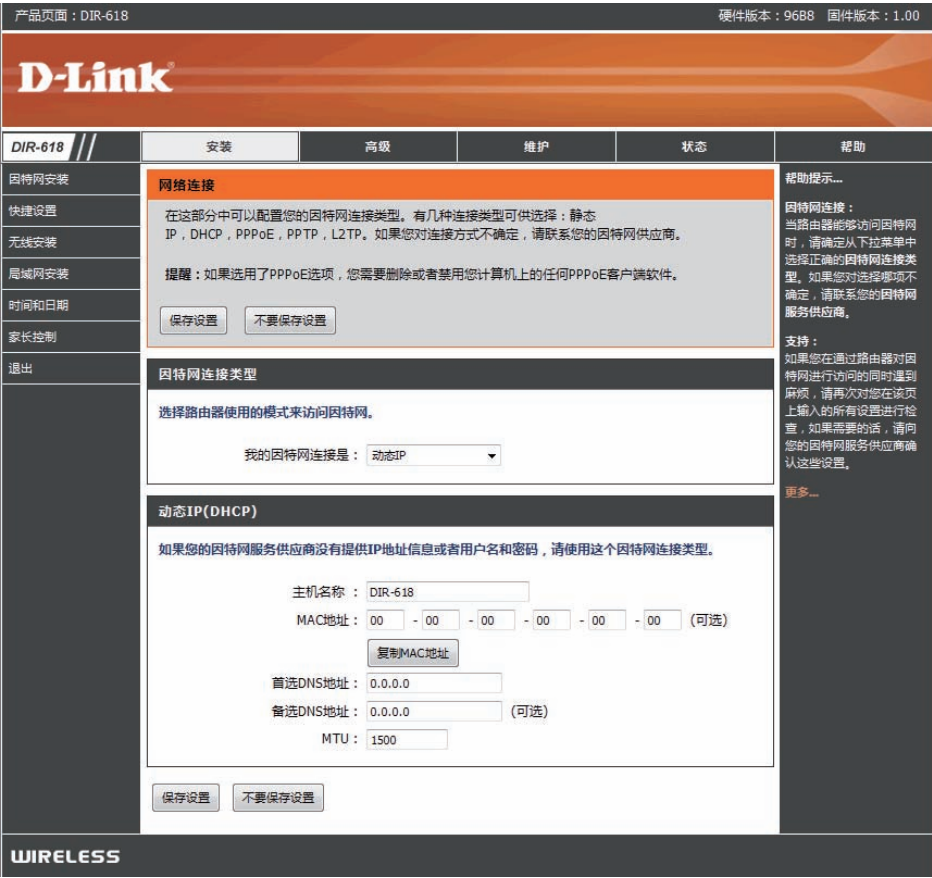 产品页面：DIR-618
硬件版本：96B8 固件版本：1.00
D-Link®
DIR-618
安装
高级
维护
状态
帮助
因特网安装
快捷设置
无线安装
局域网安装
时间和日期
家长控制
退出
网络连接
在这部分中可以配置您的因特网连接类型。有几种连接类型可供选择：静态
IP，DHCP，PPPoE，PPTP，L2TP。如果您对连接方式不确定，请联系您的因特网供应商。
提醒：如果选用了PPPoE选项，您需要删除或者禁用您计算机上的任何PPPoE客户端软件。
保存设置 不要保存设置
因特网连接类型
选择路由器使用的模式来访问因特网。
我的因特网连接是： 动态IP
动态IP(DHCP)
如果您的因特网服务供应商没有提供IP地址信息或者用户名和密码，请使用这个因特网连接类型。
主机名称 ： DIR-618
MAC地址： 00 - 00 - 00 - 00 - 00 - 00 (可选)
复制MAC地址
首选DNS地址： 0.0.0.0
备选DNS地址： 0.0.0.0 (可选)
MTU： 1500
保存设置 不要保存设置
帮助提示...
因特网连接：
当路由器能够访问因特网
时，请确定从下拉菜单中
选择正确的因特网连接类
型。如果您对选择哪项不
确定，请联系您的因特网
服务供应商。
支持：
如果您在通过路由器对因
特网进行访问的同时遇到
麻烦，请再次对您在该页
上输入的所有设置进行检
查，如果需要的话，请向
您的因特网服务供应商确
认这些设置。
更多...
WIRELESS